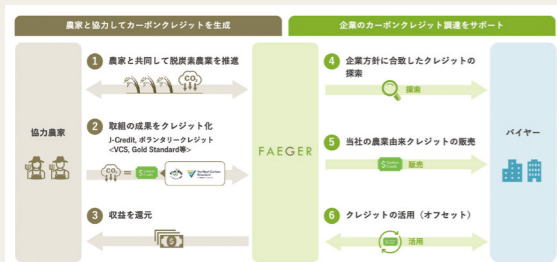 農家と協力してカーボンクレジットを生成
企業のカーボンクレジット調達をサポート
協力農家
1 農家と共同して脱炭素農業を推進
CO₂
2 取組の成果をクレジット化
J-Credit, ボランタリークレジット
<VCS, Gold Standard等>
CO₂ =
Verified Carbon
Standard
3 収益を還元
FAEGER
4 企業方針に合致したクレジットの
探索
探索
5 当社の農業由来クレジットの販売
販売
6 クレジットの活用（オフセット）
活用
バイヤー